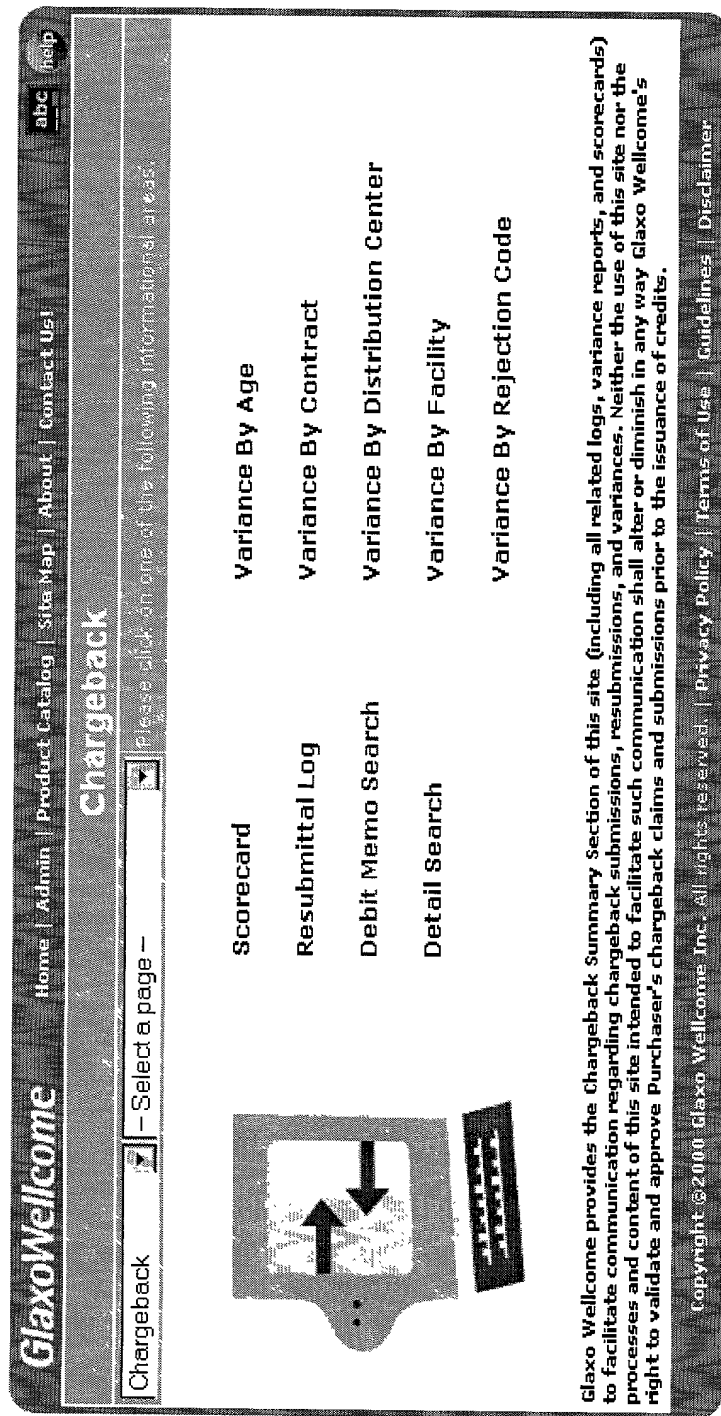 GlaxoWellcome
Home | Admin | Product Catalog | Site Map | About | Contact Us!
abc
help
Chargeback
Chargeback
– Select a page –
Please click on one of the following informational areas.
Scorecard
Variance By Age
Resubmittal Log
Variance By Contract
Debit Memo Search
Variance By Distribution Center
Detail Search
Variance By Facility
Variance By Rejection Code
Glaxo Wellcome provides the Chargeback Summary Section of this site (including all related logs, variance reports, and scorecards)
to facilitate communication regarding chargeback submissions, resubmissions, and variances. Neither the use of this site nor the
processes and content of this site intended to facilitate such communication shall alter or diminish in any way Glaxo Wellcome's
right to validate and approve Purchaser's chargeback claims and submissions prior to the issuance of credits.
Copyright ©2000 Glaxo Wellcome Inc. All rights reserved. | Privacy Policy | Terms of Use | Guidelines | Disclaimer